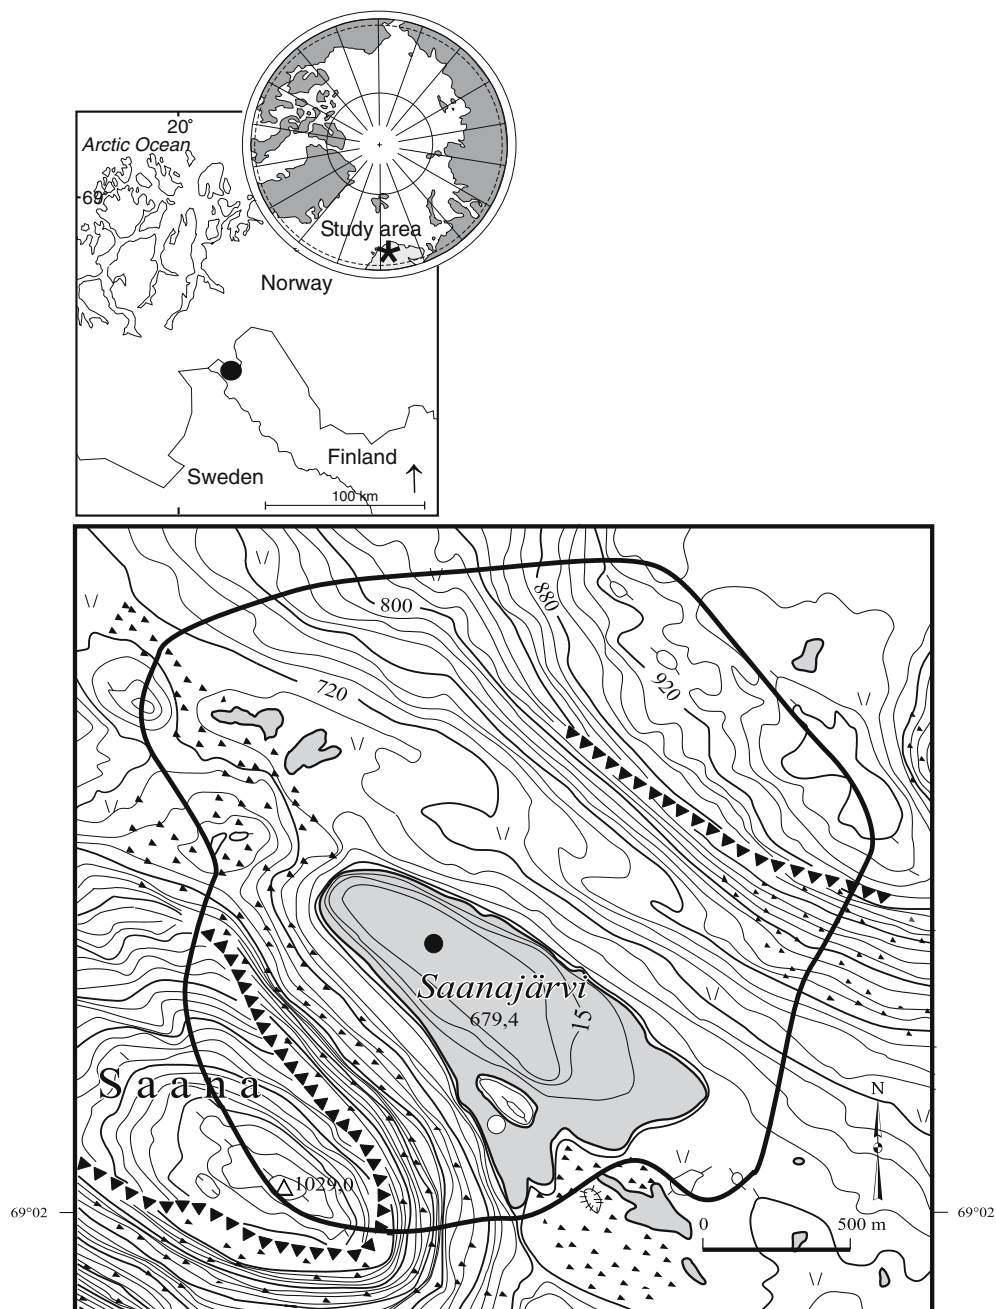 20°
Arctic Ocean
69°
Study area
Norway
Finland
Sweden
100 km
800
880
920
720
Saanajärvi
679,4
15
Saana
N
1029,0
69°02
69°02
0
500 m